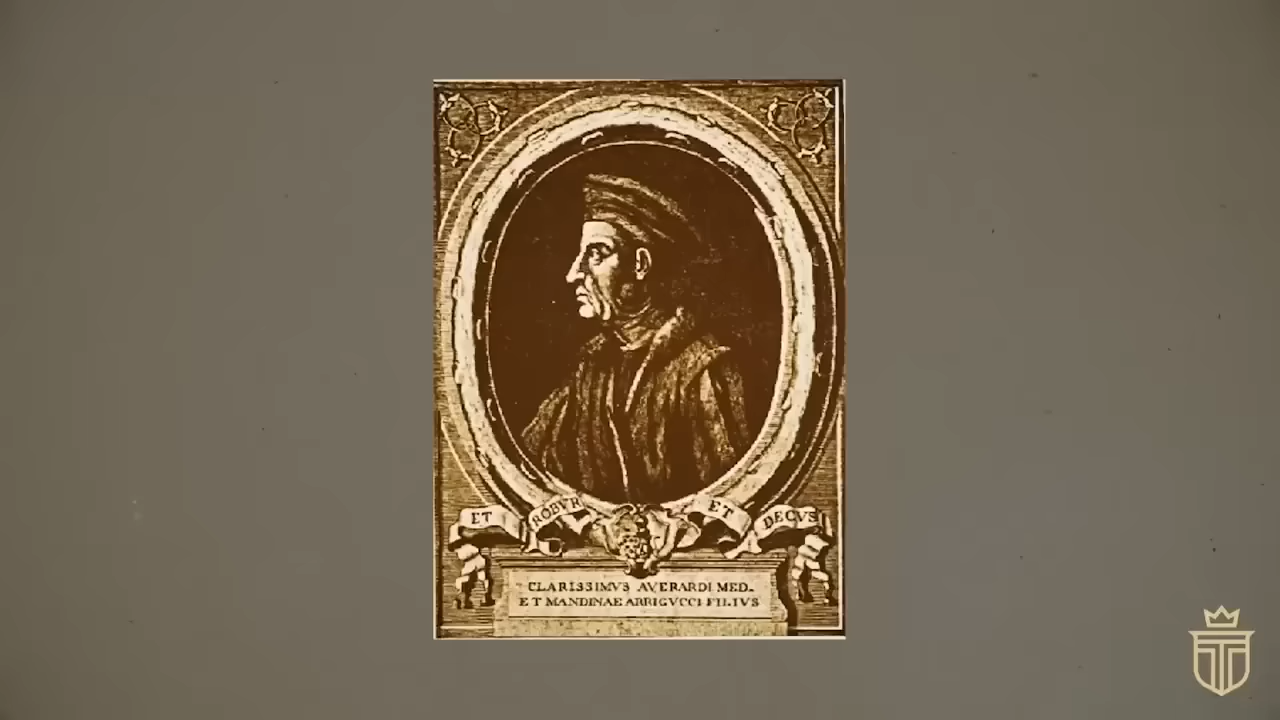 ET ROBVR ET DECVS
CLARISSIMVS AVERARDI MED.
ET MANDINAE ARRIGVCCI FILIVS